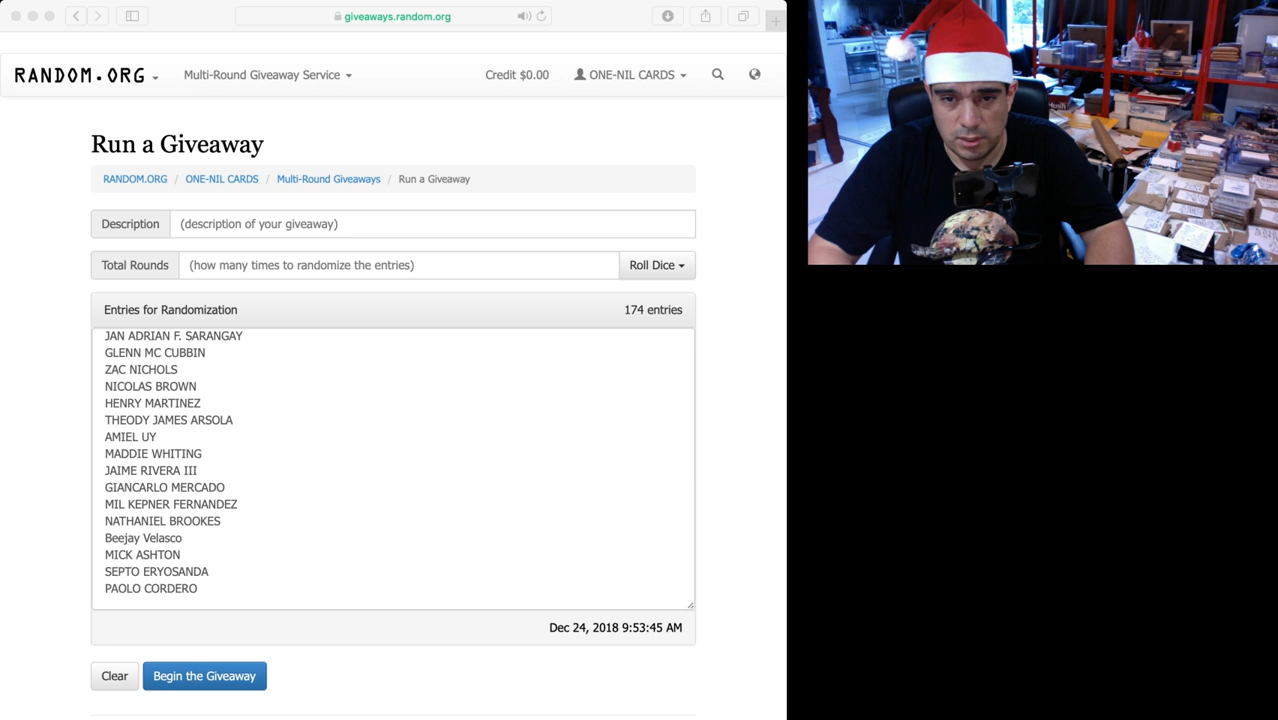 giveaways.random.org
RANDOM.ORG Multi-Round Giveaway Service Credit $0.00 ONE-NIL CARDS
Run a Giveaway
RANDOM.ORG / ONE-NIL CARDS / Multi-Round Giveaways / Run a Giveaway
Description (description of your giveaway)
Total Rounds (how many times to randomize the entries) Roll Dice
Entries for Randomization 174 entries
JAN ADRIAN F. SARANGAY
GLENN MC CUBBIN
ZAC NICHOLS
NICOLAS BROWN
HENRY MARTINEZ
THEODY JAMES ARSOLA
AMIEL UY
MADDIE WHITING
JAIME RIVERA III
GIANCARLO MERCADO
MIL KEPNER FERNANDEZ
NATHANIEL BROOKES
Beejay Velasco
MICK ASHTON
SEPTO ERYOSANDA
PAOLO CORDERO
Dec 24, 2018 9:53:45 AM
Clear Begin the Giveaway